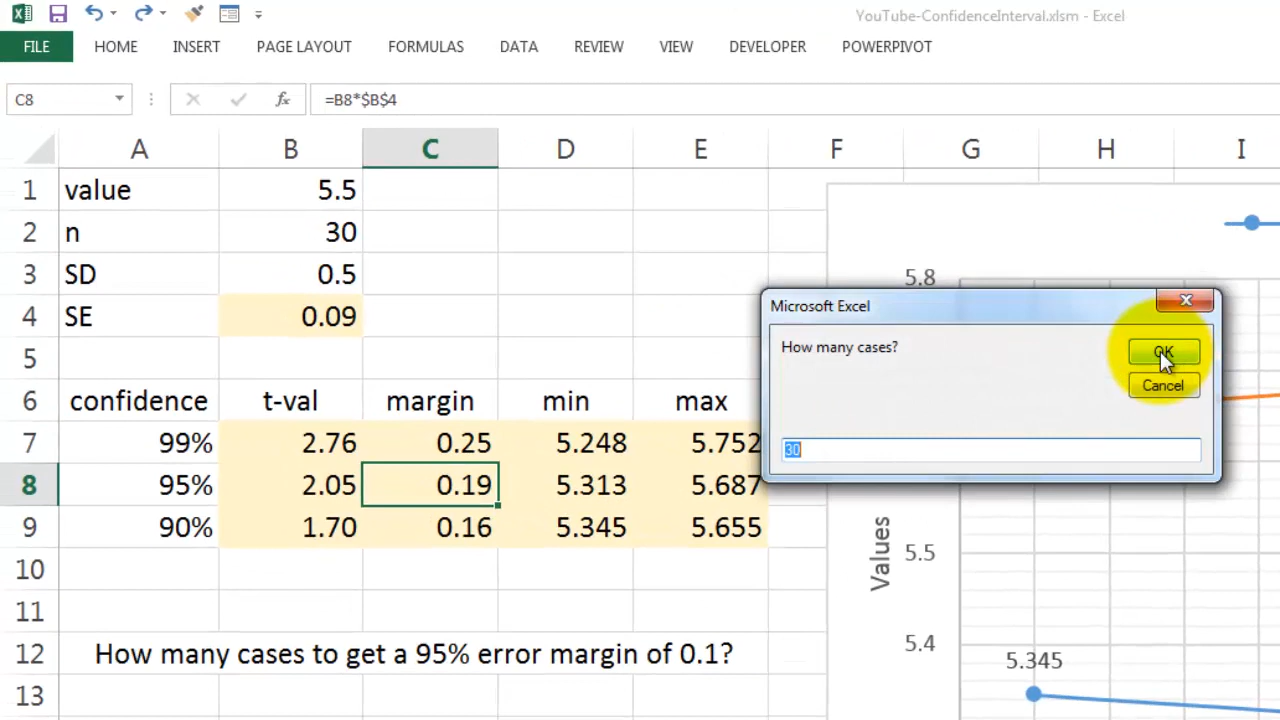 YouTube-ConfidenceInterval.xlsm - Excel
FILE HOME INSERT PAGE LAYOUT FORMULAS DATA REVIEW VIEW DEVELOPER POWERPIVOT
C8 fx =B8*$B$4
A B C D E F G H I
1 value 5.5
2 n 30
3 SD 0.5
4 SE 0.09
5
6 confidence t-val margin min max
7 99% 2.76 0.25 5.248 5.752
8 95% 2.05 0.19 5.313 5.687
9 90% 1.70 0.16 5.345 5.655
10
11
12 How many cases to get a 95% error margin of 0.1?
13
5.8
Microsoft Excel
How many cases?
OK
Cancel
30
Values
5.5
5.4
5.345